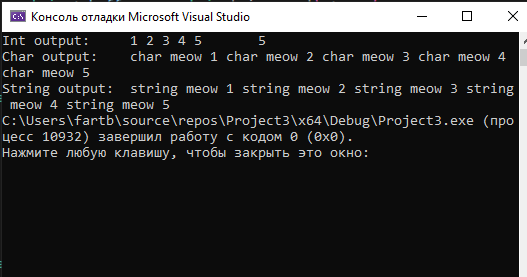 Консоль отладки Microsoft Visual Studio
Int output:     1 2 3 4 5       5
Char output:    char meow 1 char meow 2 char meow 3 char meow 4
char meow 5
String output:  string meow 1 string meow 2 string meow 3 string
 meow 4 string meow 5
C:\Users\fartb\source\repos\Project3\x64\Debug\Project3.exe (про
цесс 10932) завершил работу с кодом 0 (0x0).
Нажмите любую клавишу, чтобы закрыть это окно: